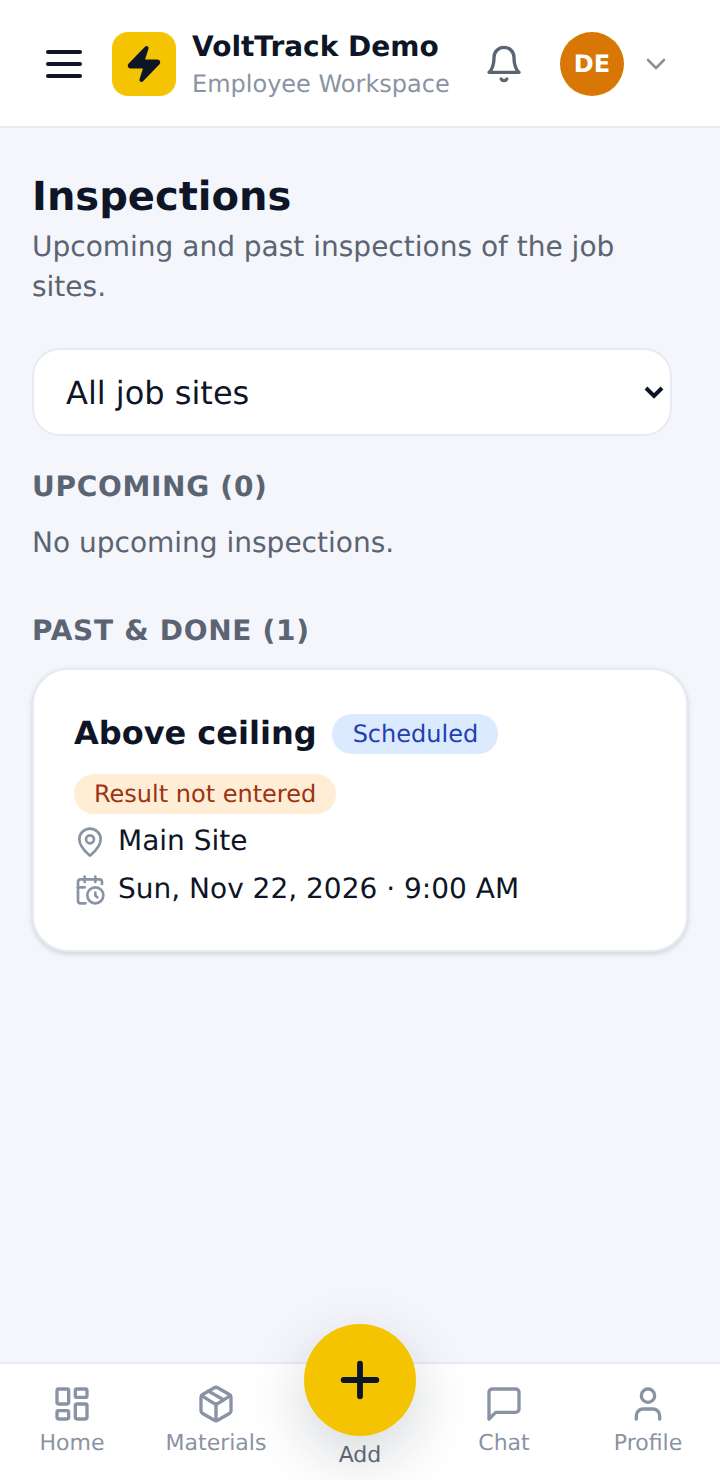 VoltTrack Demo
Employee Workspace
DE
Inspections
Upcoming and past inspections of the job
sites.
All job sites
UPCOMING (0)
No upcoming inspections.
PAST & DONE (1)
Above ceiling
Scheduled
Result not entered
Main Site
Sun, Nov 22, 2026 · 9:00 AM
Home
Materials
Add
Chat
Profile